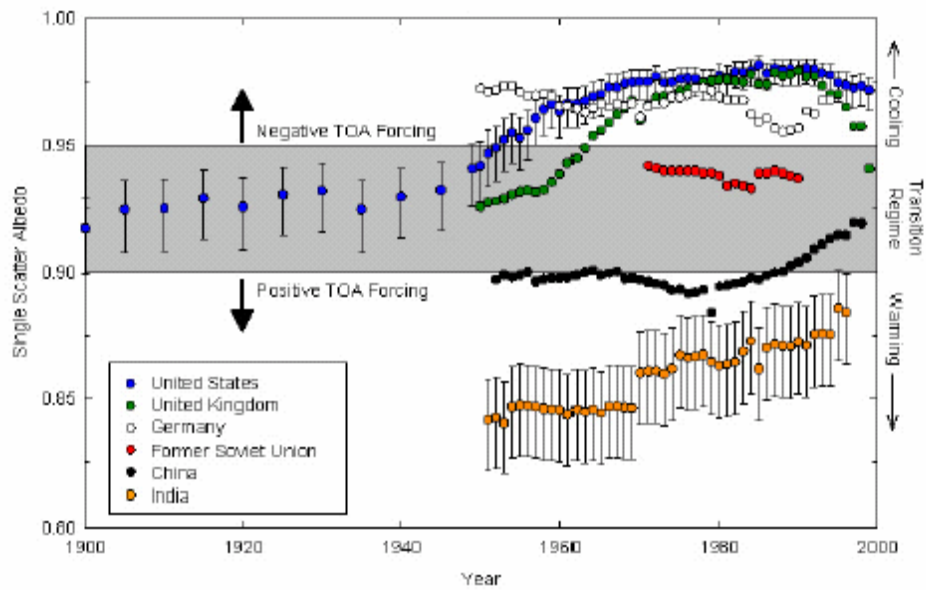 1.00
0.95
0.90
0.85
0.80
Single Scatter Albedo
Negative TOA Forcing
Positive TOA Forcing
Cooling
Transition
Regime
Warming
United States
United Kingdom
Germany
Former Soviet Union
China
India
1900
1920
1940
1960
1980
2000
Year